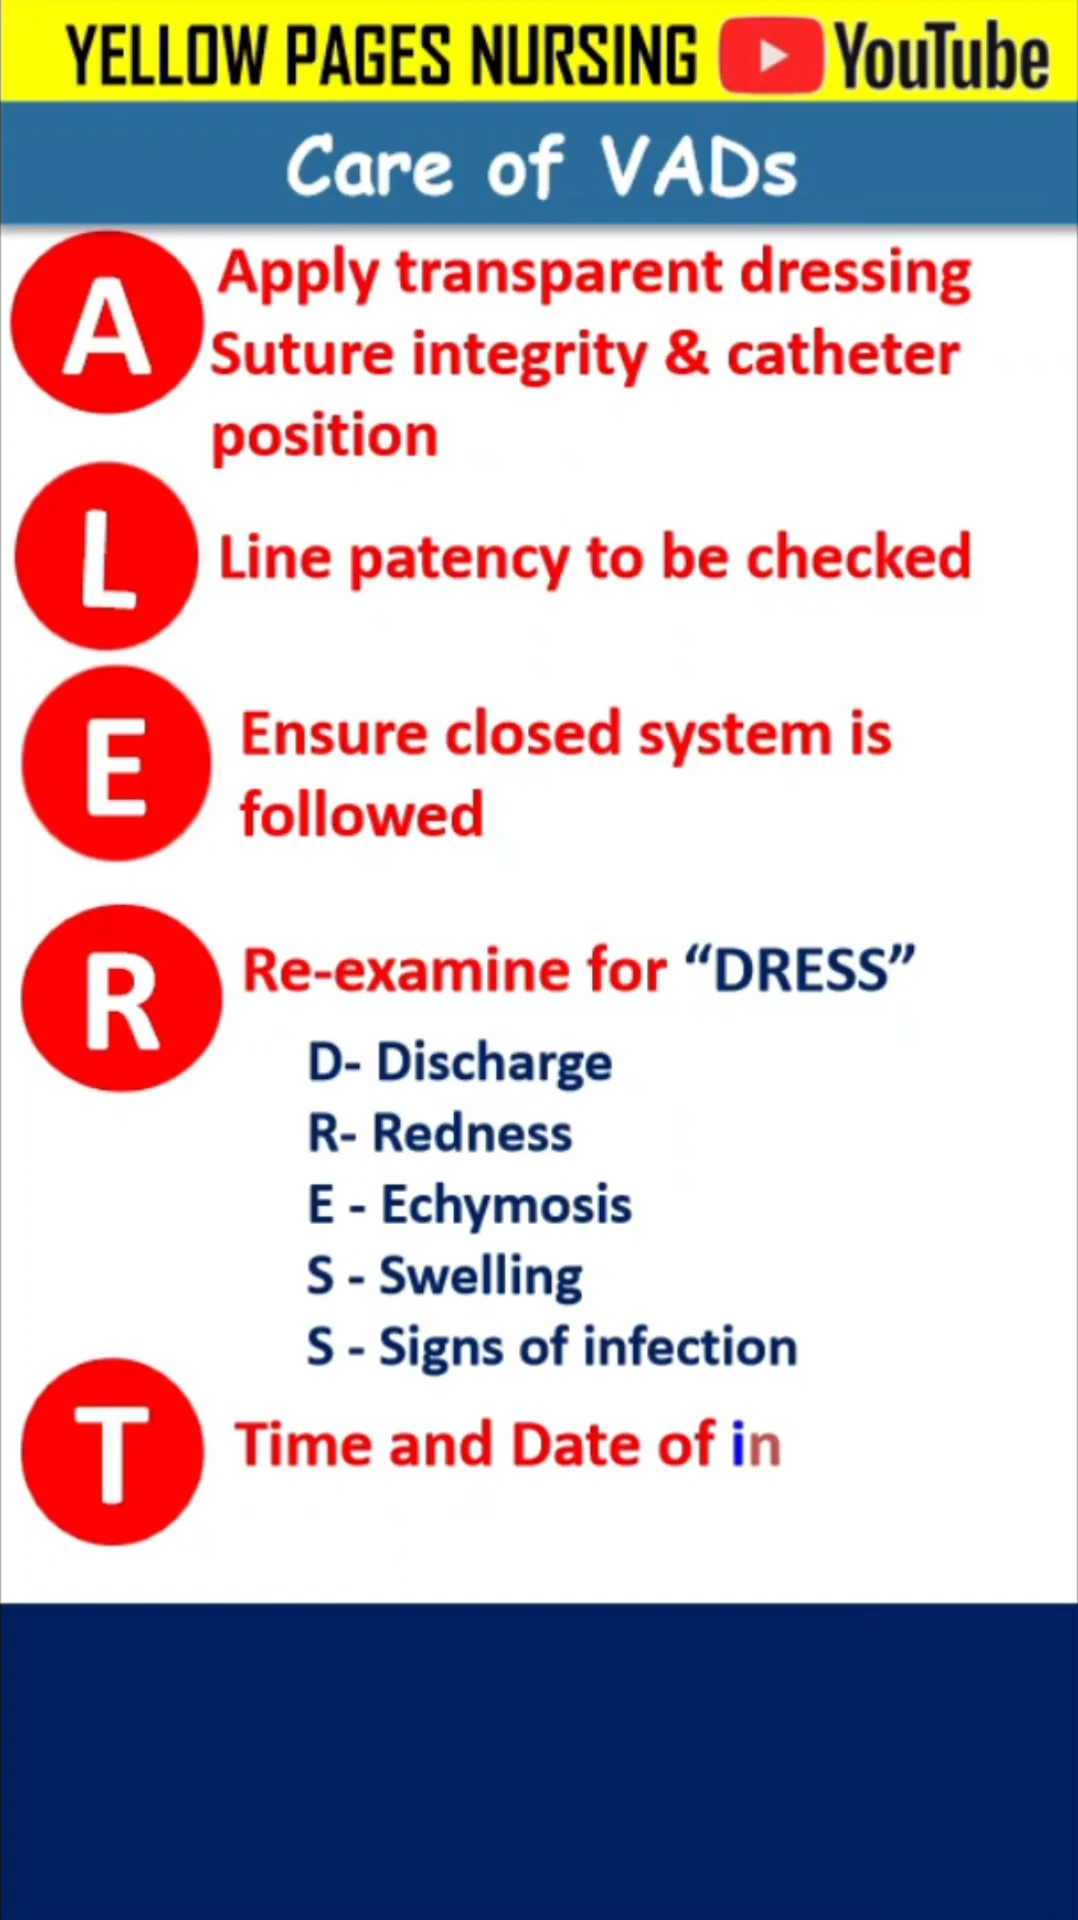 YELLOW PAGES NURSING YouTube
Care of VADs
A
Apply transparent dressing
Suture integrity & catheter
position
L
Line patency to be checked
E
Ensure closed system is
followed
R
Re-examine for “DRESS”
D- Discharge
R- Redness
E - Echymosis
S - Swelling
S - Signs of infection
T
Time and Date of in